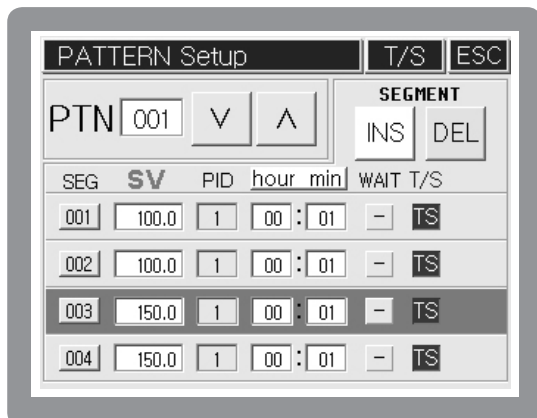 PATTERN Setup T/S ESC
SEGMENT
PTN 001 V Λ INS DEL
SEG SV PID hour min WAIT T/S
001 100.0 1 00 : 01 – TS
002 100.0 1 00 : 01 – TS
003 150.0 1 00 : 01 – TS
004 150.0 1 00 : 01 – TS